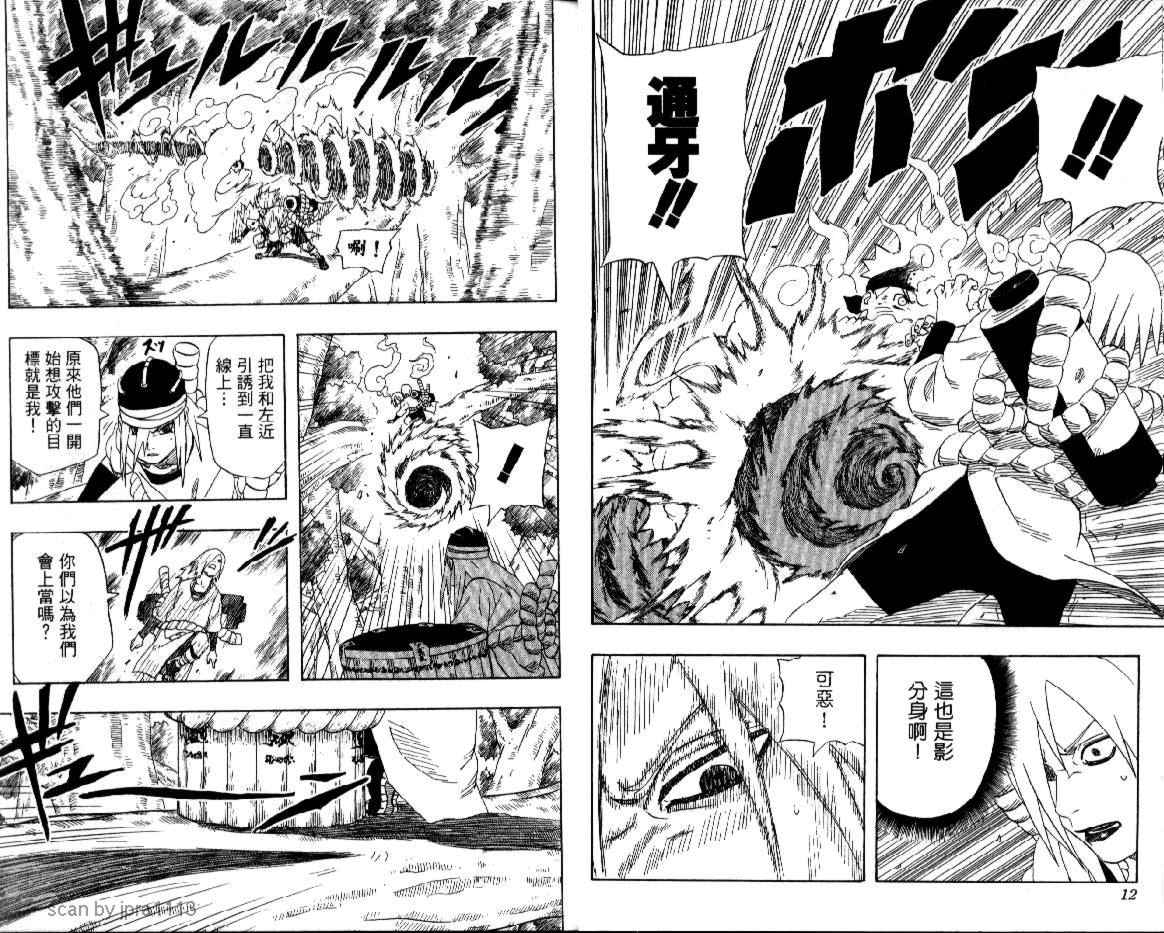 ボン
!!
通牙!!
這也是影
分身啊!
可惡!
12
ギュルルルル
唰!
!
把我和左近
引誘到一直
線上…
ズッ
原來他們一開
始想攻擊的目
標就是我!
你們以為我們
會上當嗎?
scan by jpra1113